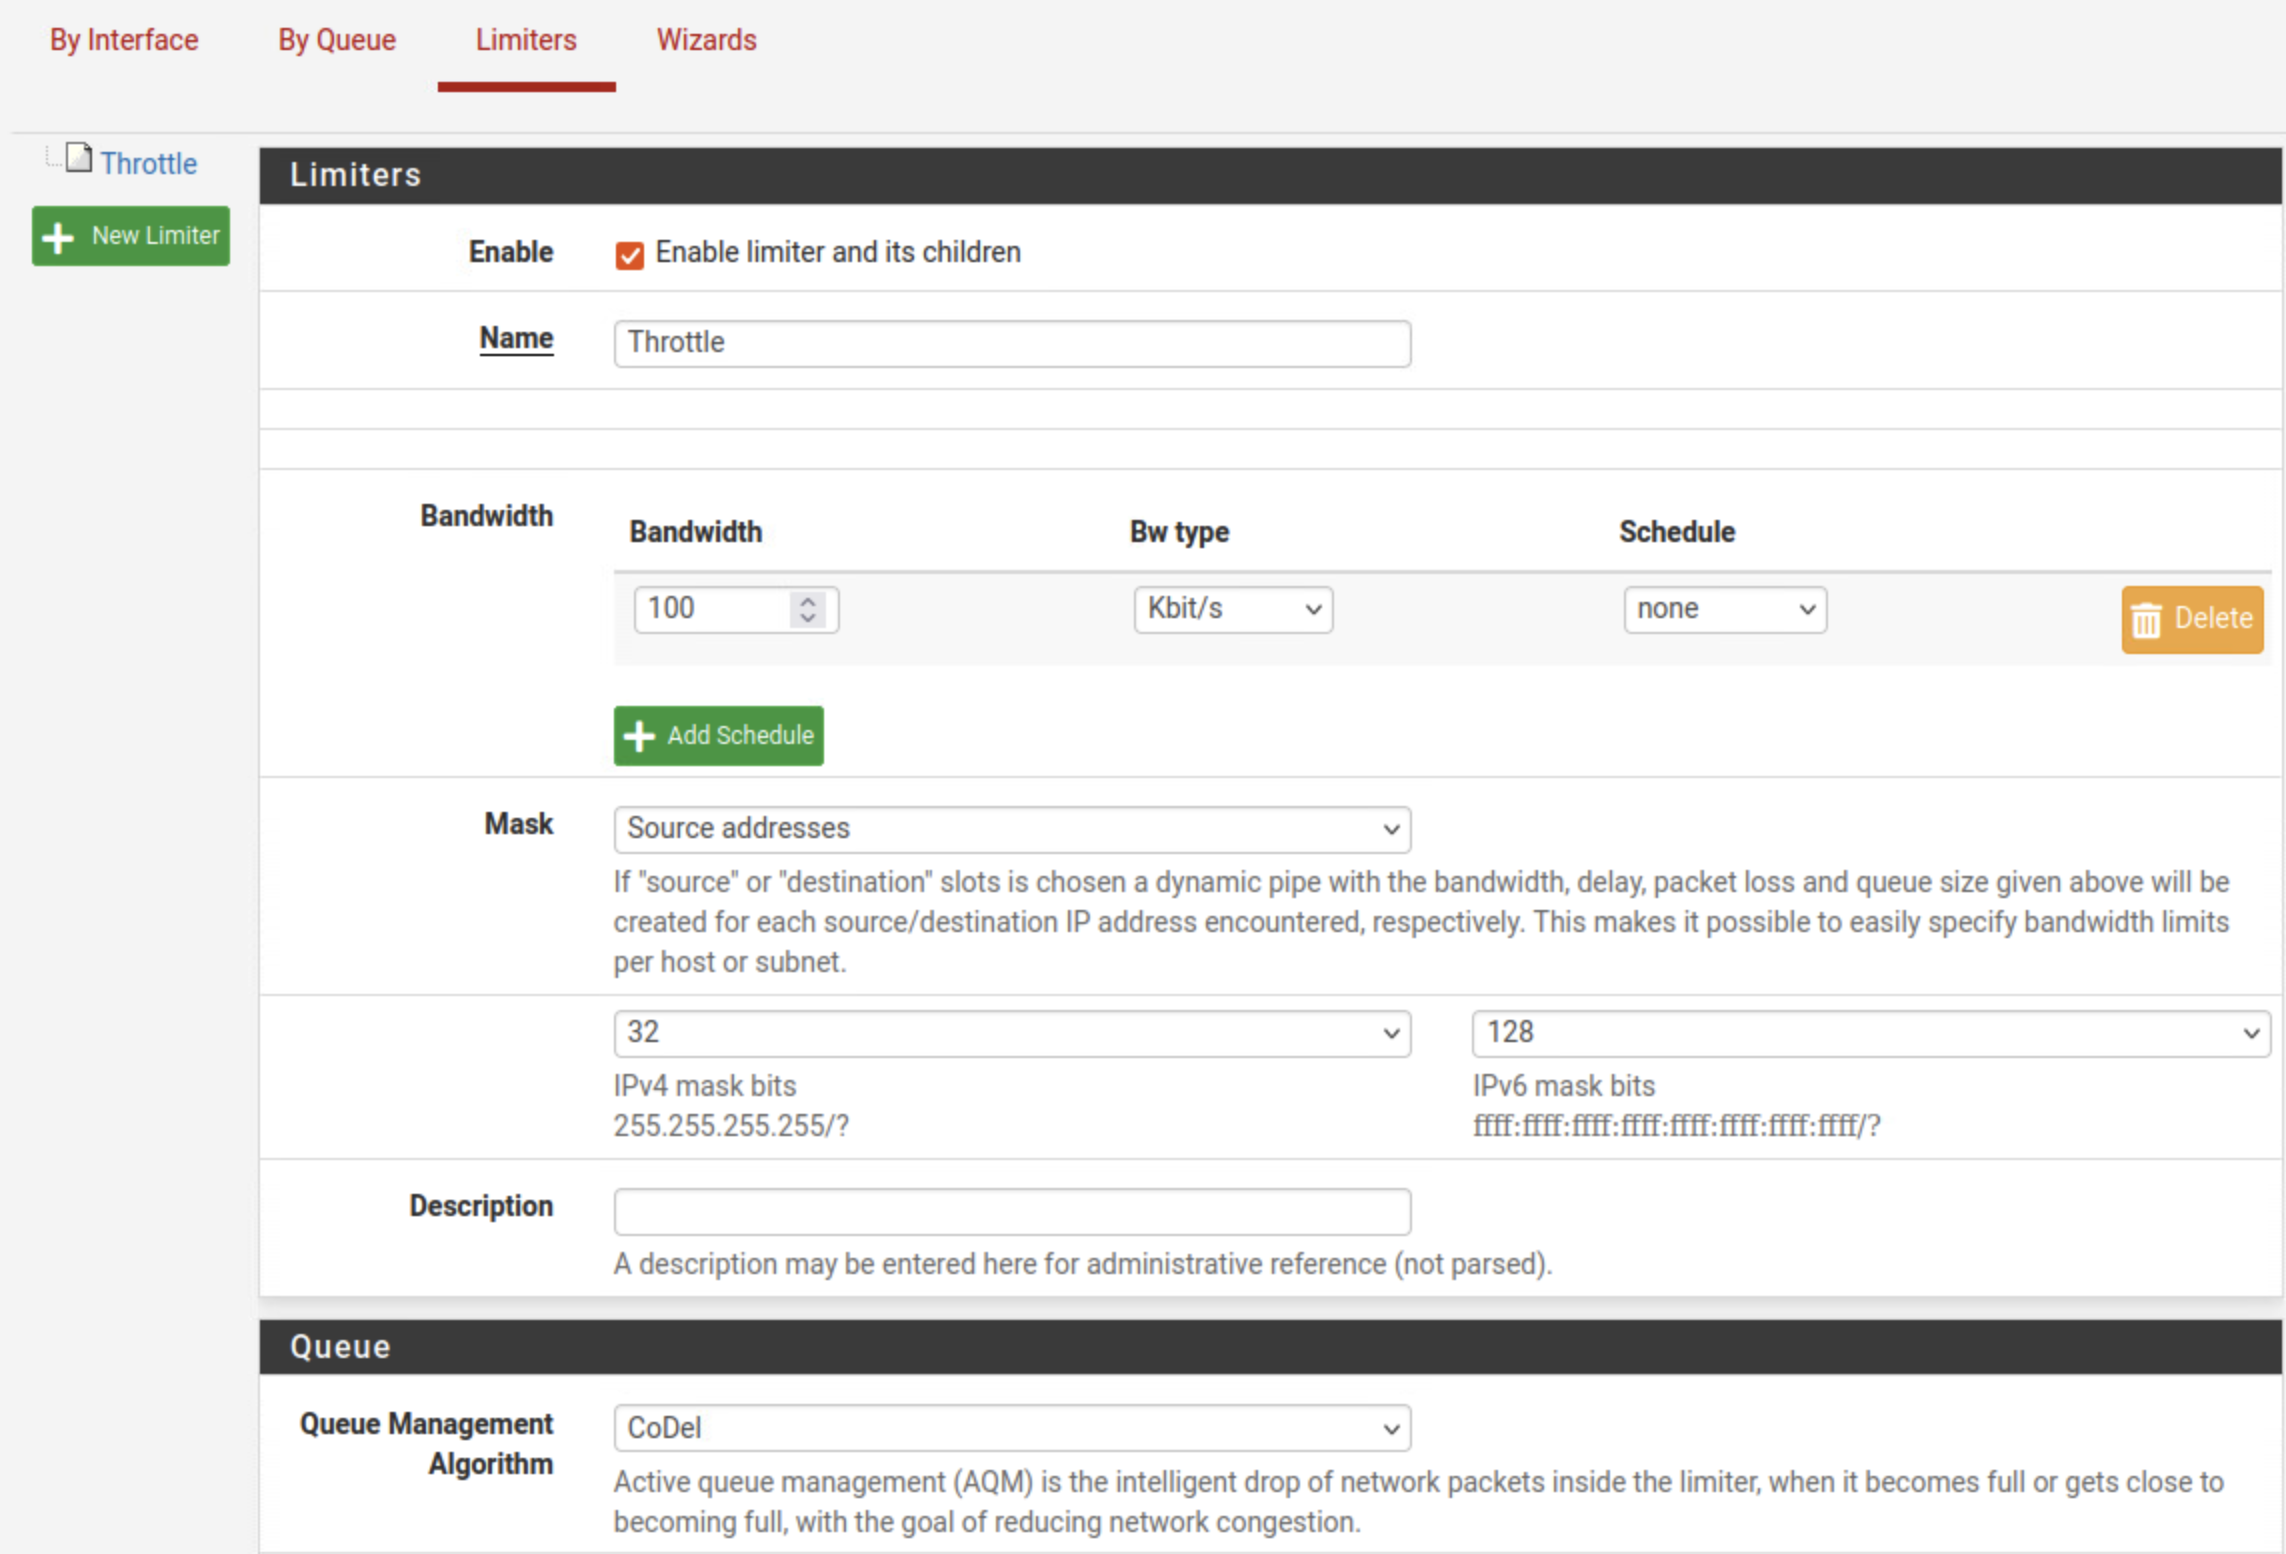 By Interface By Queue Limiters Wizards
Throttle
New Limiter
Limiters
Enable Enable limiter and its children
Name Throttle
Bandwidth
Bandwidth Bw type Schedule
100 Kbit/s none Delete
Add Schedule
Mask Source addresses
If "source" or "destination" slots is chosen a dynamic pipe with the bandwidth, delay, packet loss and queue size given above will be
created for each source/destination IP address encountered, respectively. This makes it possible to easily specify bandwidth limits
per host or subnet.
32 128
IPv4 mask bits IPv6 mask bits
255.255.255.255/? ffff:ffff:ffff:ffff:ffff:ffff:ffff:ffff/?
Description
A description may be entered here for administrative reference (not parsed).
Queue
Queue Management
Algorithm
CoDel
Active queue management (AQM) is the intelligent drop of network packets inside the limiter, when it becomes full or gets close to
becoming full, with the goal of reducing network congestion.